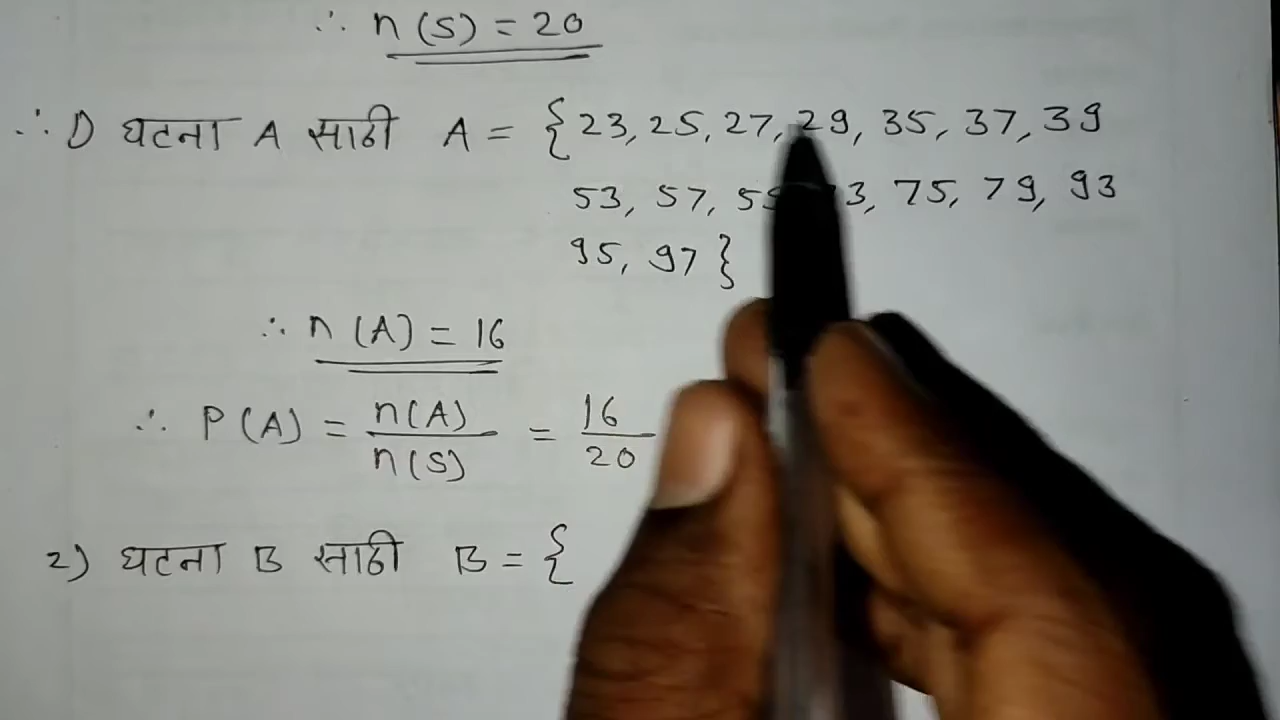 ∴ n (S) = 20
∴ 1) घटना A साठी A = { 23, 25, 27, 29, 35, 37, 39
53, 57, 75, 79, 93
95, 97 }
∴ n (A) = 16
∴ P (A) = n(A) / n(S) = 16 / 20
2) घटना B साठी B = {